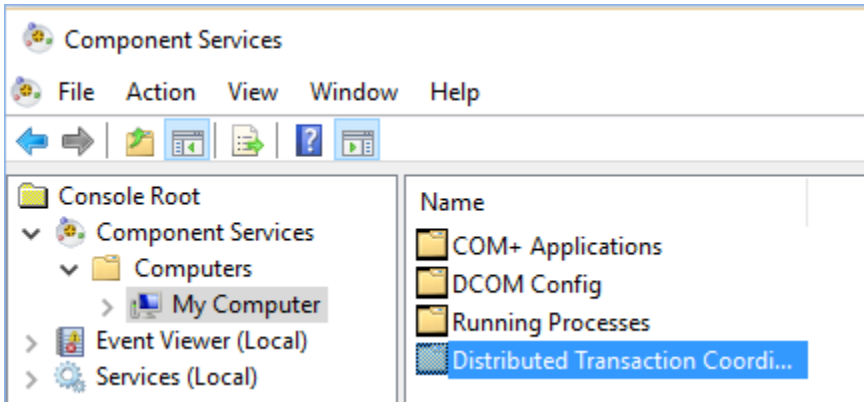 Component Services
File Action View Window Help
Console Root
Component Services
Computers
My Computer
Event Viewer (Local)
Services (Local)
Name
COM+ Applications
DCOM Config
Running Processes
Distributed Transaction Coordi...